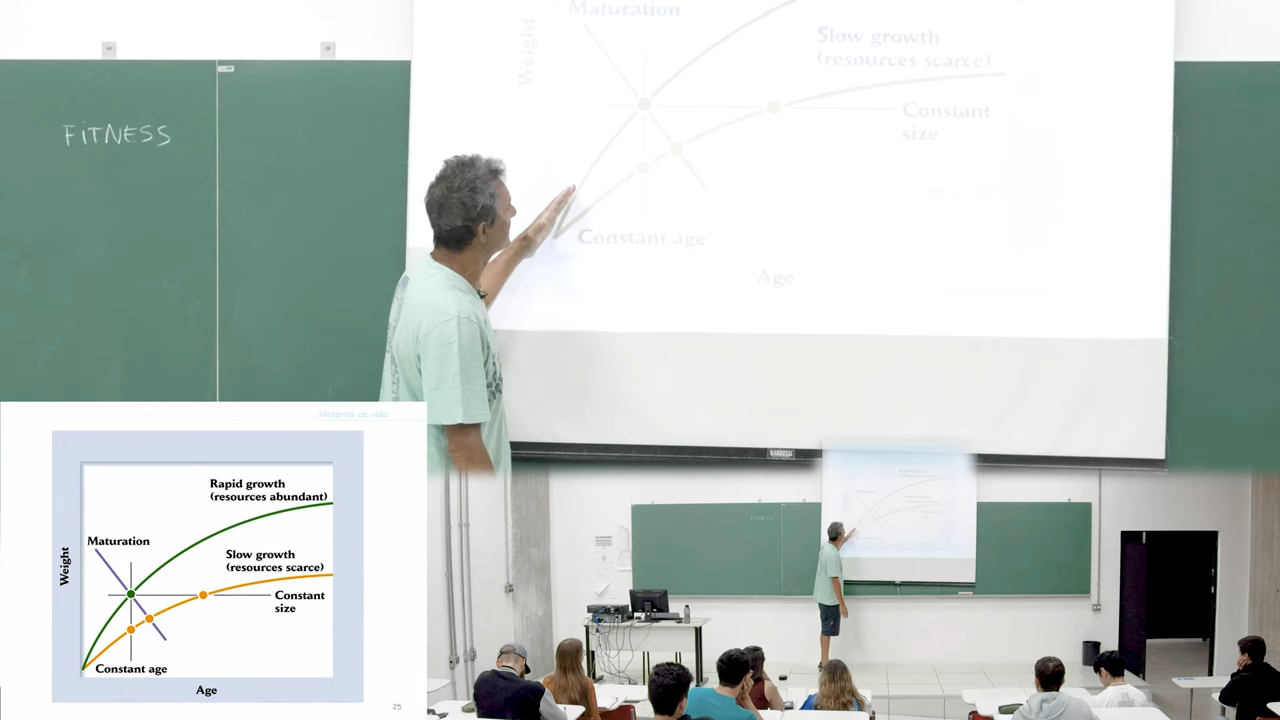 FITNESS
Maturation
Weight
Slow growth
(resources scarce)
Constant
size
Constant age
Age
Histórias de vida
Rapid growth
(resources abundant)
Maturation
Slow growth
(resources scarce)
Weight
Constant
size
Constant age
Age
25
FITNESS